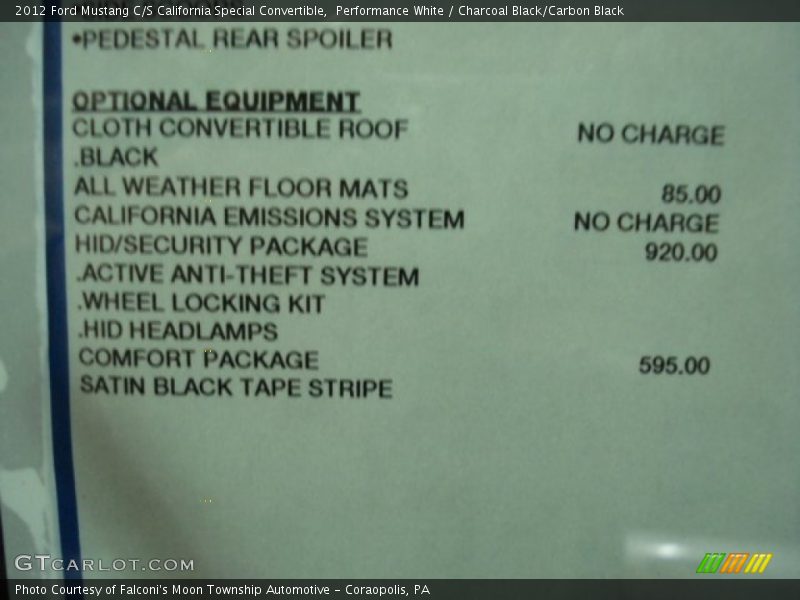 2012 Ford Mustang C/S California Special Convertible, Performance White / Charcoal Black/Carbon Black
•PEDESTAL REAR SPOILER
OPTIONAL EQUIPMENT
CLOTH CONVERTIBLE ROOF NO CHARGE
.BLACK
ALL WEATHER FLOOR MATS 85.00
CALIFORNIA EMISSIONS SYSTEM NO CHARGE
HID/SECURITY PACKAGE 920.00
.ACTIVE ANTI-THEFT SYSTEM
.WHEEL LOCKING KIT
.HID HEADLAMPS
COMFORT PACKAGE 595.00
SATIN BLACK TAPE STRIPE
GTCARLOT.COM
Photo Courtesy of Falconi's Moon Township Automotive - Coraopolis, PA